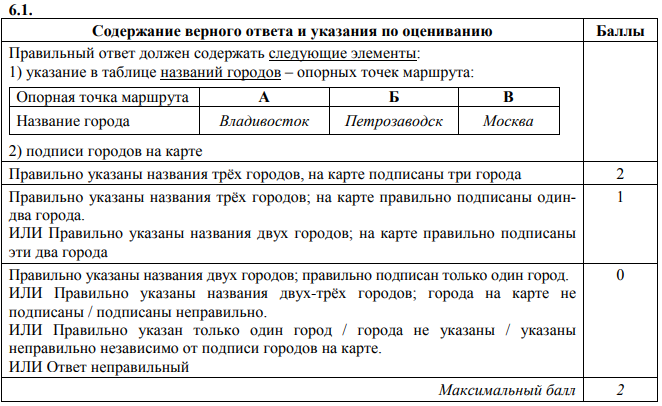 6.1.
Содержание верного ответа и указания по оцениванию Баллы
Правильный ответ должен содержать следующие элементы:
1) указание в таблице названий городов – опорных точек маршрута:
Опорная точка маршрута А Б В
Название города Владивосток Петрозаводск Москва
2) подписи городов на карте
Правильно указаны названия трёх городов, на карте подписаны три города 2
Правильно указаны названия трёх городов; на карте правильно подписаны один- 1
два города.
ИЛИ Правильно указаны названия двух городов; на карте правильно подписаны
эти два города
Правильно указаны названия двух городов; правильно подписан только один город. 0
ИЛИ Правильно указаны названия двух-трёх городов; города на карте не
подписаны / подписаны неправильно.
ИЛИ Правильно указан только один город / города не указаны / указаны
неправильно независимо от подписи городов на карте.
ИЛИ Ответ неправильный
Максимальный балл 2